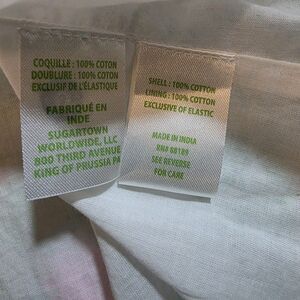 COQUILLE : 100% COTON
DOUBLURE : 100% COTON
EXCLUSIF DE L'ÉLASTIQUE
FABRIQUÉ EN
INDE
SUGARTOWN
WORLDWIDE, LLC
800 THIRD AVENUE
KING OF PRUSSIA PA
SHELL : 100% COTTON
LINING : 100% COTTON
EXCLUSIVE OF ELASTIC
MADE IN INDIA
RN# 88189
SEE REVERSE
FOR CARE